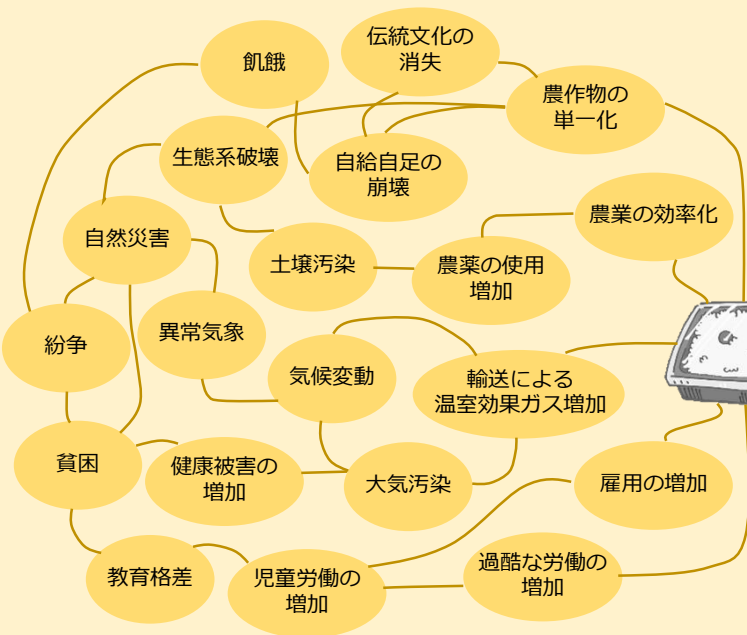 飢餓
伝統文化の
消失
農作物の
単一化
生態系破壊
自給自足の
崩壊
農業の効率化
自然災害
土壌汚染
農薬の使用
増加
紛争
異常気象
気候変動
輸送による
温室効果ガス増加
貧困
健康被害の
増加
大気汚染
雇用の増加
教育格差
児童労働の
増加
過酷な労働の
増加